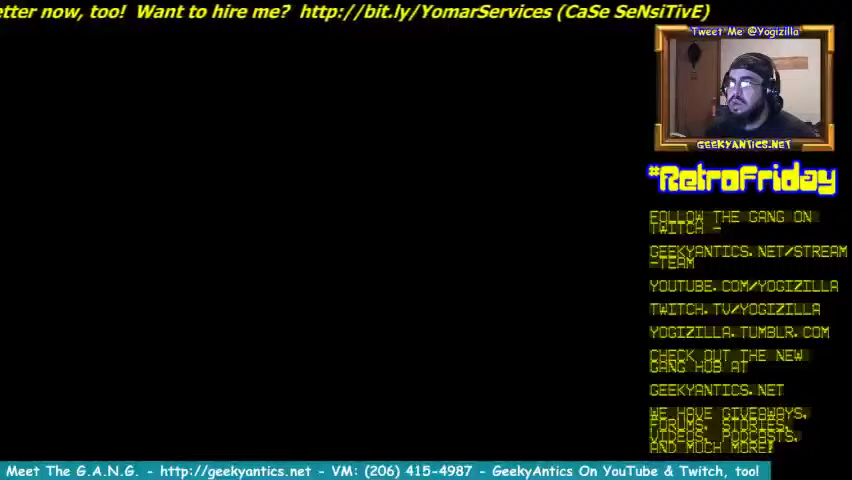 etter now, too! Want to hire me? http://bit.ly/YomarServices (CaSe SeNsiTivE)
Tweet Me @Yogizilla
GEEKYANTICS.NET
#RetroFriday
FOLLOW THE GANG ON
TWITCH -
GEEKYANTICS.NET/STREAM
-TEAM
YOUTUBE.COM/YOGIZILLA
TWITCH.TV/YOGIZILLA
YOGIZILLA.TUMBLR.COM
CHECK OUT THE NEW
GANG HUB AT
GEEKYANTICS.NET
WE HAVE GIVEAWAYS,
FORUMS, STORIES,
VIDEOS, PODCASTS,
AND MUCH MORE!
Meet The G.A.N.G. - http://geekyantics.net - VM: (206) 415-4987 - GeekyAntics On YouTube & Twitch, too!